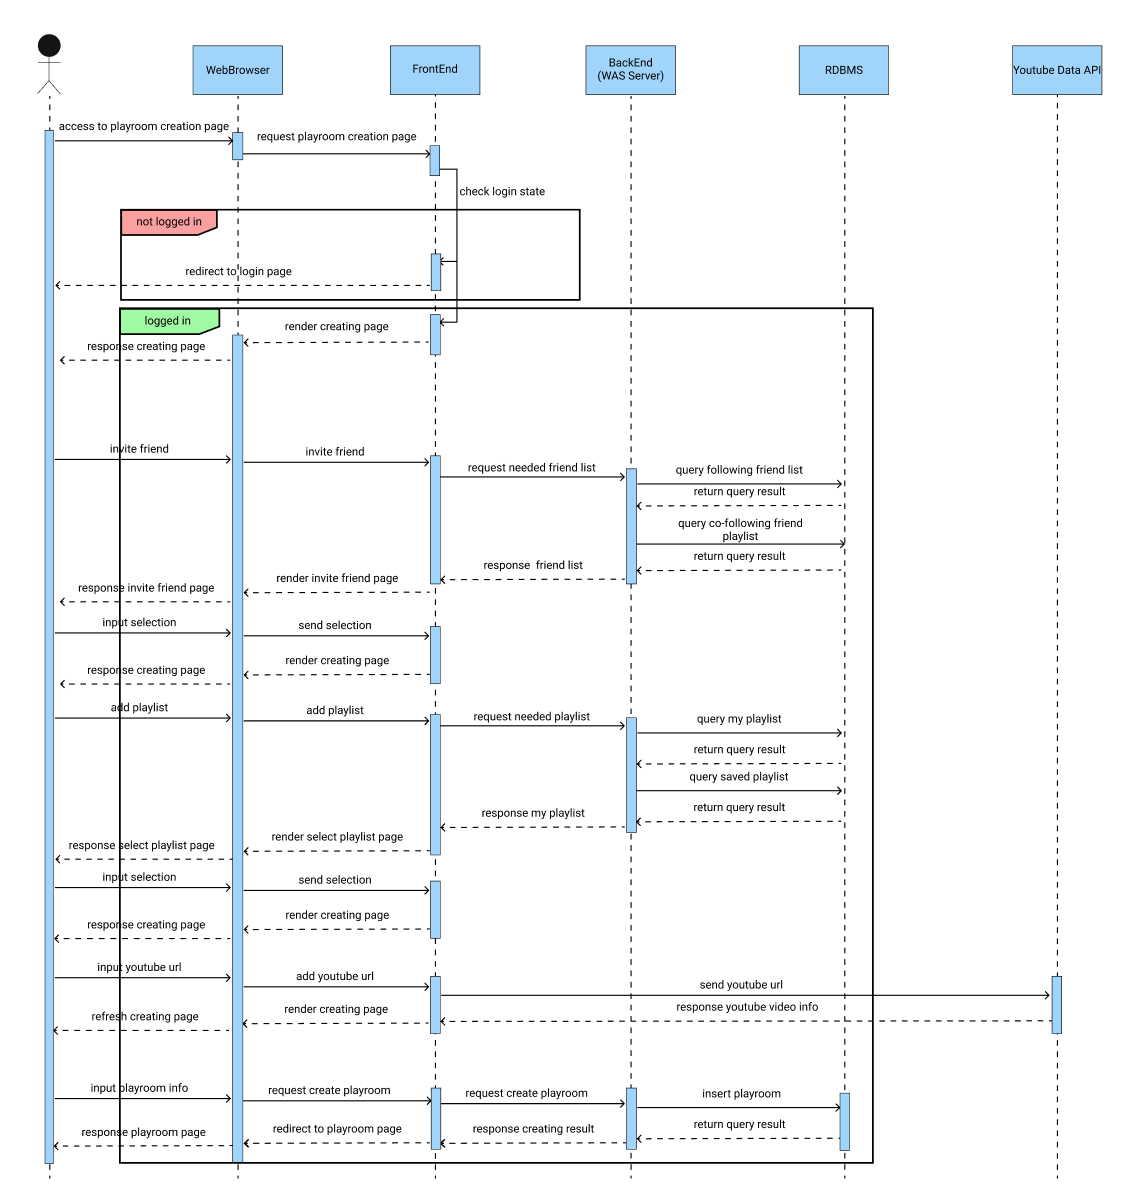 WebBrowser
FrontEnd
BackEnd
(WAS Server)
RDBMS
Youtube Data API
access to playroom creation page
request playroom creation page
check login state
not logged in
redirect to login page
logged in
render creating page
response creating page
invite friend
invite friend
request needed friend list
query following friend list
return query result
query co-following friend
playlist
return query result
response friend list
render invite friend page
response invite friend page
input selection
send selection
render creating page
response creating page
add playlist
add playlist
request needed playlist
query my playlist
return query result
query saved playlist
return query result
response my playlist
render select playlist page
response select playlist page
input selection
send selection
render creating page
response creating page
input youtube url
add youtube url
send youtube url
response youtube video info
render creating page
refresh creating page
input playroom info
request create playroom
request create playroom
insert playroom
return query result
response creating result
redirect to playroom page
response playroom page